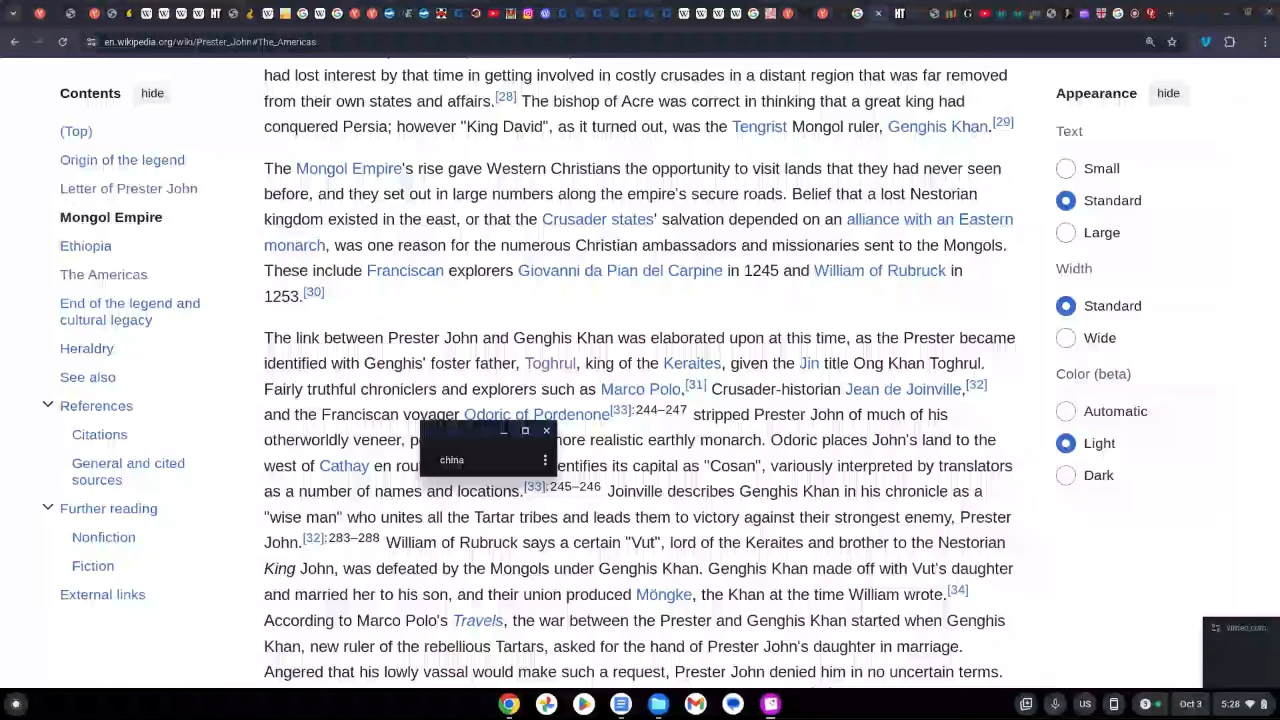 en.wikipedia.org/wiki/Prester_John#The_Americas
Contents hide
(Top)
Origin of the legend
Letter of Prester John
Mongol Empire
Ethiopia
The Americas
End of the legend and
cultural legacy
Heraldry
See also
References
Citations
General and cited
sources
Further reading
Nonfiction
Fiction
External links
had lost interest by that time in getting involved in costly crusades in a distant region that was far removed
from their own states and affairs.[28] The bishop of Acre was correct in thinking that a great king had
conquered Persia; however "King David", as it turned out, was the Tengrist Mongol ruler, Genghis Khan.[29]
The Mongol Empire's rise gave Western Christians the opportunity to visit lands that they had never seen
before, and they set out in large numbers along the empire's secure roads. Belief that a lost Nestorian
kingdom existed in the east, or that the Crusader states' salvation depended on an alliance with an Eastern
monarch, was one reason for the numerous Christian ambassadors and missionaries sent to the Mongols.
These include Franciscan explorers Giovanni da Pian del Carpine in 1245 and William of Rubruck in
1253.[30]
The link between Prester John and Genghis Khan was elaborated upon at this time, as the Prester became
identified with Genghis' foster father, Toghrul, king of the Keraites, given the Jin title Ong Khan Toghrul.
Fairly truthful chroniclers and explorers such as Marco Polo,[31] Crusader-historian Jean de Joinville,[32]
and the Franciscan voyager Odoric of Pordenone[33]:244–247 stripped Prester John of much of his
otherworldly veneer, more realistic earthly monarch. Odoric places John's land to the
west of Cathay en identifies its capital as "Cosan", variously interpreted by translators
as a number of names and locations.[33]:245–246 Joinville describes Genghis Khan in his chronicle as a
"wise man" who unites all the Tartar tribes and leads them to victory against their strongest enemy, Prester
John.[32]:283–288 William of Rubruck says a certain "Vut", lord of the Keraites and brother to the Nestorian
King John, was defeated by the Mongols under Genghis Khan. Genghis Khan made off with Vut's daughter
and married her to his son, and their union produced Möngke, the Khan at the time William wrote.[34]
According to Marco Polo's Travels, the war between the Prester and Genghis Khan started when Genghis
Khan, new ruler of the rebellious Tartars, asked for the hand of Prester John's daughter in marriage.
Angered that his lowly vassal would make such a request, Prester John denied him in no uncertain terms.
china
Appearance hide
Text
Small
Standard
Large
Width
Standard
Wide
Color (beta)
Automatic
Light
Dark
vimeo.com
US
Oct 3
5:28